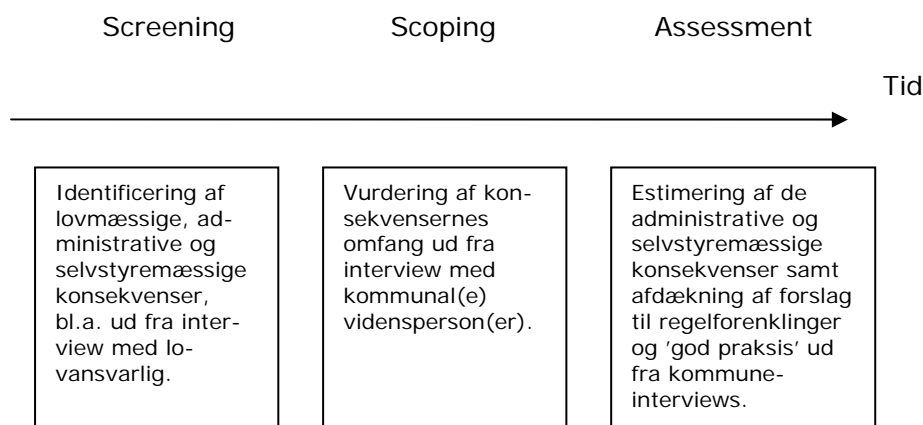 Screening
Scoping
Assessment
Tid
Identificering af
lovmæssige, ad-
ministrative og
selvstyremæssige
konsekvenser,
bl.a. ud fra inter-
view med lo-
vansvarlig.
Vurdering af kon-
sekvensernes
omfang ud fra
interview med
kommunal(e)
vidensperson(er).
Estimering af de
administrative og
selvstyremæssige
konsekvenser samt
afdækning af forslag
til regelforenklinger
og 'god praksis' ud
fra kommune-
interviews.